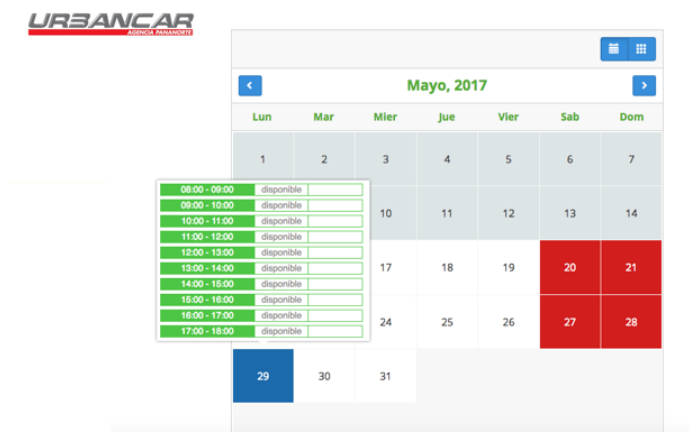 URBANCAR
AGENCIA PANANORTE
Mayo, 2017
Lun Mar Mier Jue Vier Sab Dom
1 2 3 4 5 6 7
08:00 - 09:00 disponible
09:00 - 10:00 disponible
10:00 - 11:00 disponible
11:00 - 12:00 disponible
12:00 - 13:00 disponible
13:00 - 14:00 disponible
14:00 - 15:00 disponible
15:00 - 16:00 disponible
16:00 - 17:00 disponible
17:00 - 18:00 disponible
10 11 12 13 14
17 18 19 20 21
24 25 26 27 28
29 30 31